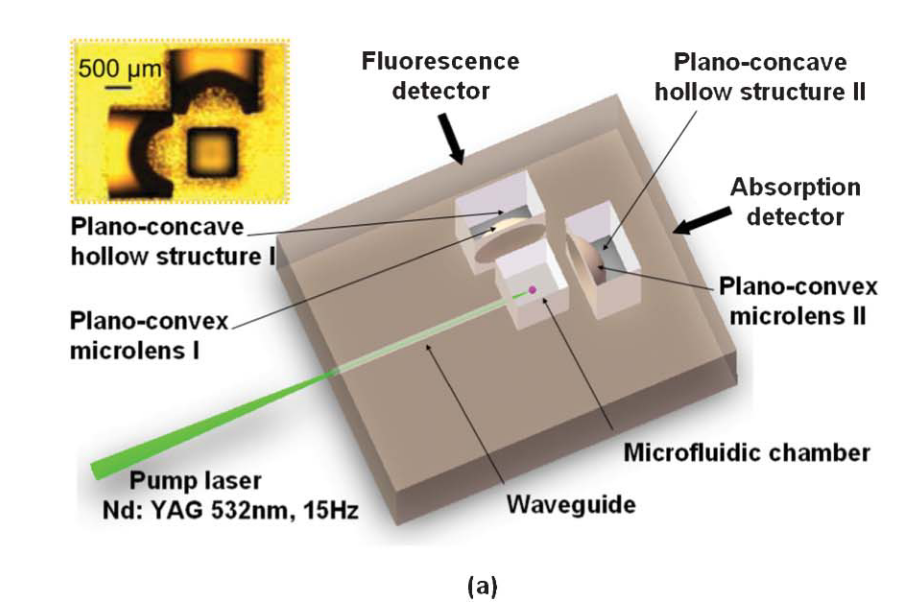 500 µm
Fluorescence
detector
Plano-concave
hollow structure II
Absorption
detector
Plano-concave
hollow structure I
Plano-convex
microlens II
Plano-convex
microlens I
Microfluidic chamber
Pump laser
Nd: YAG 532nm, 15Hz
Waveguide
(a)